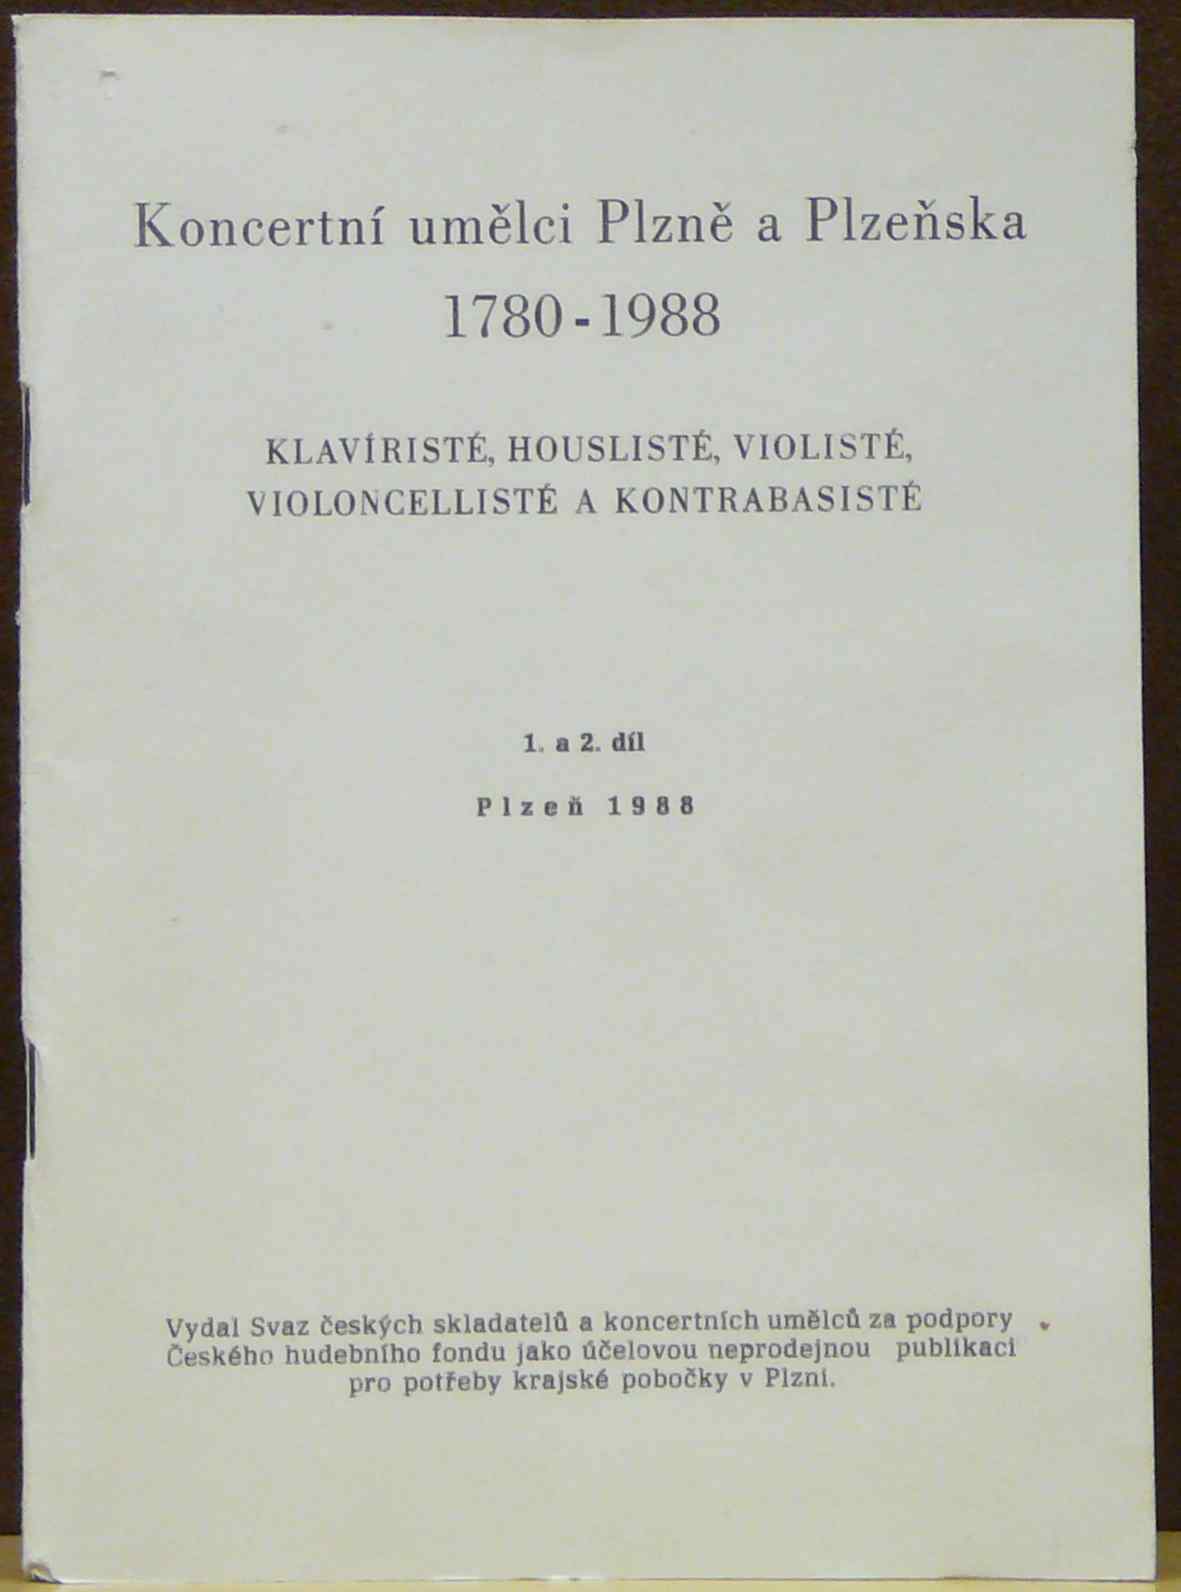 Koncertní umělci Plzně a Plzeňska
1780-1988
KLAVÍRISTÉ, HOUSLISTÉ, VIOLISTÉ,
VIOLONCELLISTÉ A KONTRABASISTÉ
1. a 2. díl
Plzeň 1988
Vydal Svaz českých skladatelů a koncertních umělců za podpory
Českého hudebního fondu jako účelovou neprodejnou publikaci
pro potřeby krajské pobočky v Plzni.